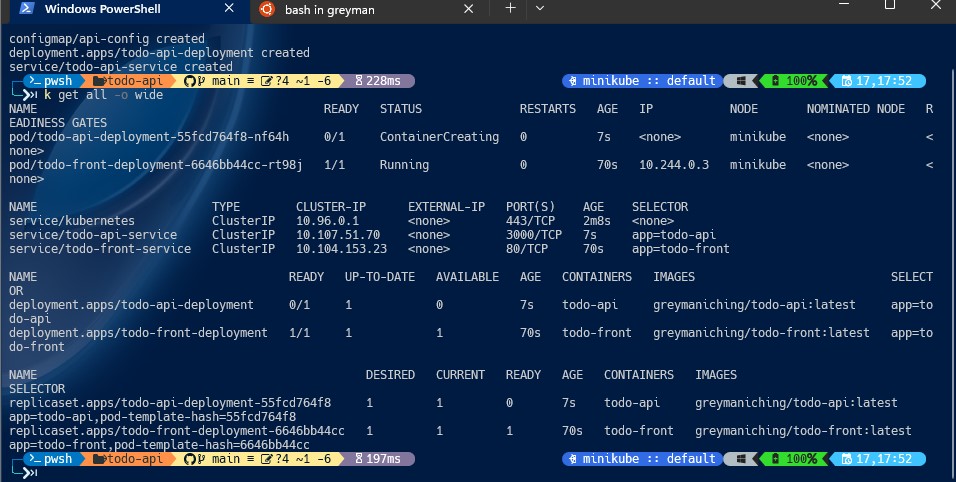 Windows PowerShell
bash in greyman
configmap/api-config created
deployment.apps/todo-api-deployment created
service/todo-api-service created
pwsh todo-api main ≡ ?4 ~1 -6 228ms minikube :: default 100% 17,17:52
k get all -o wide
NAME READY STATUS RESTARTS AGE IP NODE NOMINATED NODE R
EADINESS GATES
pod/todo-api-deployment-55fcd764f8-nf64h 0/1 ContainerCreating 0 7s <none> minikube <none> <
none>
pod/todo-front-deployment-6646bb44cc-rt98j 1/1 Running 0 70s 10.244.0.3 minikube <none> <
none>
NAME TYPE CLUSTER-IP EXTERNAL-IP PORT(S) AGE SELECTOR
service/kubernetes ClusterIP 10.96.0.1 <none> 443/TCP 2m8s <none>
service/todo-api-service ClusterIP 10.107.51.70 <none> 3000/TCP 7s app=todo-api
service/todo-front-service ClusterIP 10.104.153.23 <none> 80/TCP 70s app=todo-front
NAME READY UP-TO-DATE AVAILABLE AGE CONTAINERS IMAGES SELECT
OR
deployment.apps/todo-api-deployment 0/1 1 0 7s todo-api greymaniching/todo-api:latest app=to
do-api
deployment.apps/todo-front-deployment 1/1 1 1 70s todo-front greymaniching/todo-front:latest app=to
do-front
NAME DESIRED CURRENT READY AGE CONTAINERS IMAGES
SELECTOR
replicaset.apps/todo-api-deployment-55fcd764f8 1 1 0 7s todo-api greymaniching/todo-api:latest
app=todo-api,pod-template-hash=55fcd764f8
replicaset.apps/todo-front-deployment-6646bb44cc 1 1 1 70s todo-front greymaniching/todo-front:latest
app=todo-front,pod-template-hash=6646bb44cc
pwsh todo-api main ≡ ?4 ~1 -6 197ms minikube :: default 100% 17,17:52